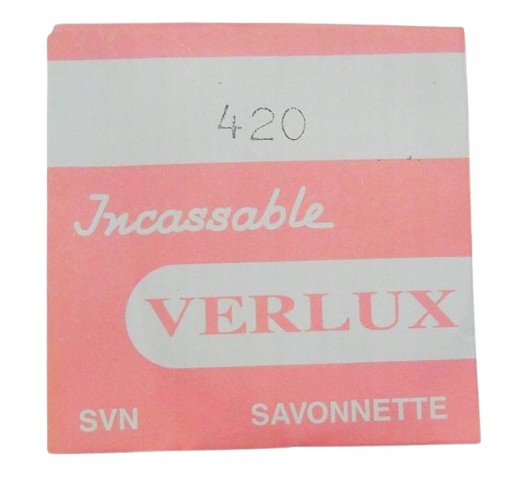 420
Incassable
VERLUX
SVN SAVONNETTE